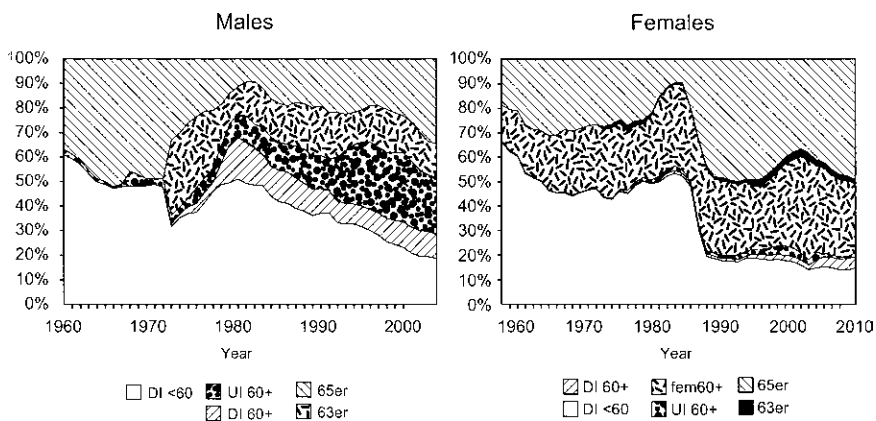 Males Females
100% 100%
90% 90%
80% 80%
70% 70%
60% 60%
50% 50%
40% 40%
30% 30%
20% 20%
10% 10%
0% 0%
1960 1970 1980 1990 2000 1960 1970 1980 1990 2000 2010
Year Year
DI <60 UI 60+ 65er DI 60+ fem60+ 65er
DI 60+ 63er DI <60 UI 60+ 63er